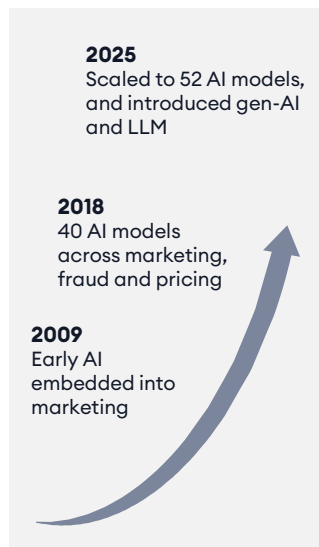 2025
Scaled to 52 AI models,
and introduced gen-AI
and LLM
2018
40 AI models
across marketing,
fraud and pricing
2009
Early AI
embedded into
marketing